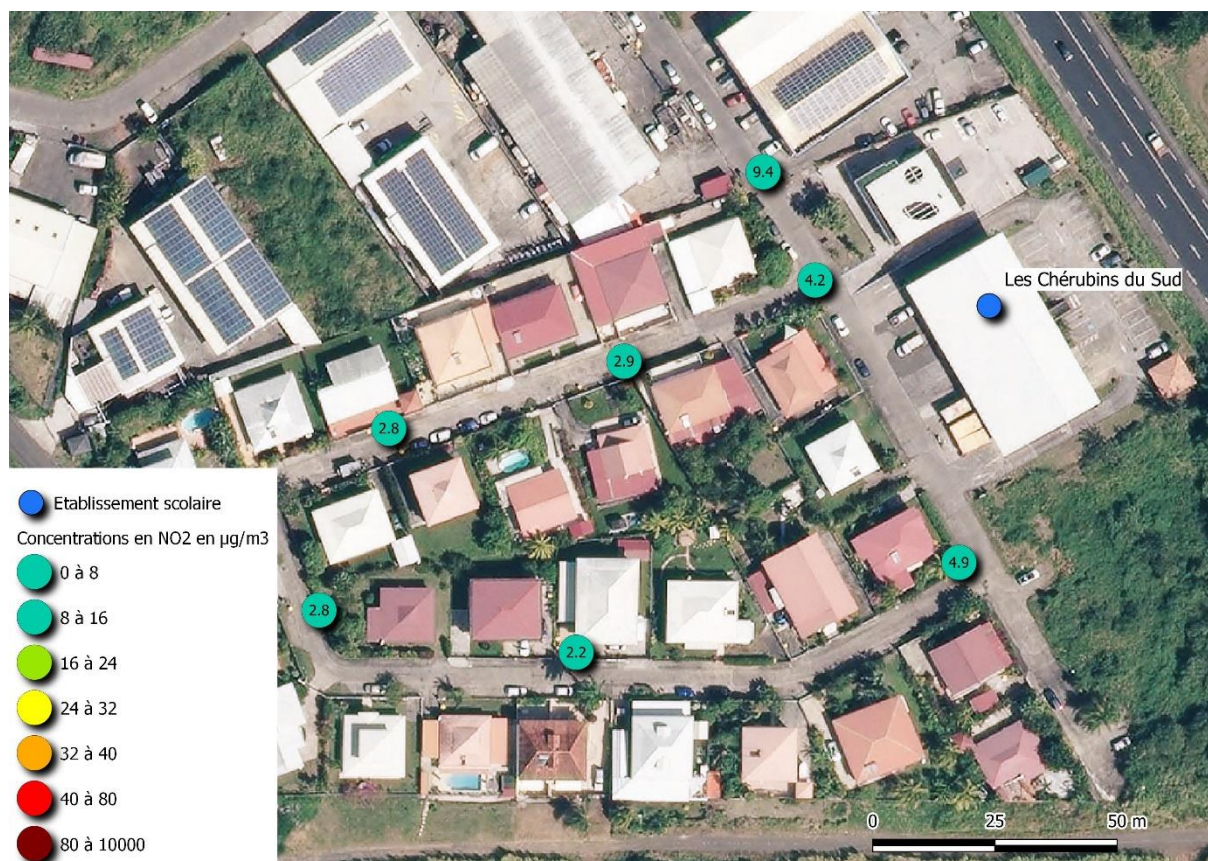 9.4
Les Chérubins du Sud
4.2
2.9
2.8
4.9
2.8
2.2
Etablissement scolaire
Concentrations en NO2 en µg/m3
0 à 8
8 à 16
16 à 24
24 à 32
32 à 40
40 à 80
80 à 10000
0 25 50 m